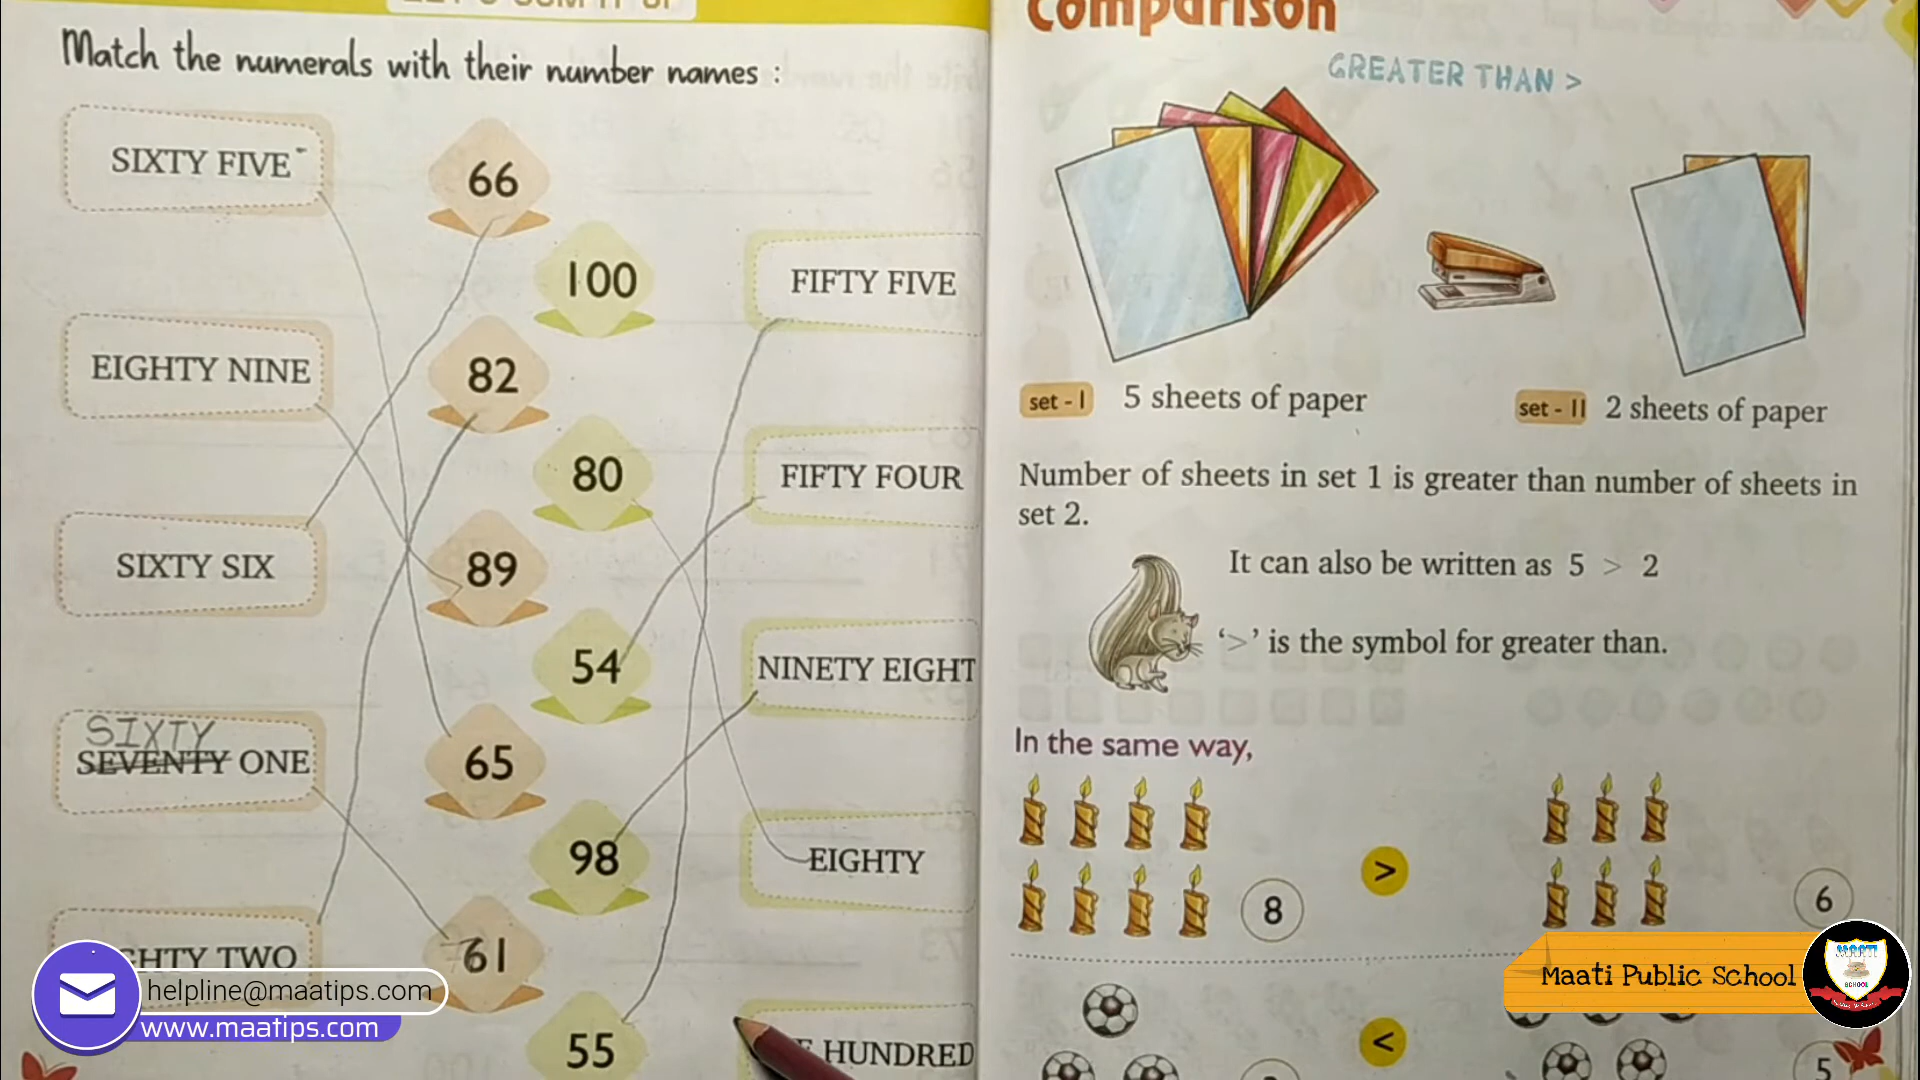 Match the numerals with their number names :
SIXTY FIVE
66
100
FIFTY FIVE
EIGHTY NINE
82
80
FIFTY FOUR
SIXTY SIX
89
54
NINETY EIGHT
SIXTY
SEVENTY ONE
65
98
EIGHTY
TWO
61
55
HUNDRED
Comparison
GREATER THAN >
set - I 5 sheets of paper
set - II 2 sheets of paper
Number of sheets in set 1 is greater than number of sheets in
set 2.
It can also be written as 5 > 2
‘>’ is the symbol for greater than.
In the same way,
8 > 6
< 5
helpline@maatips.com
www.maatips.com
Maati Public School
MAATI
SCHOOL